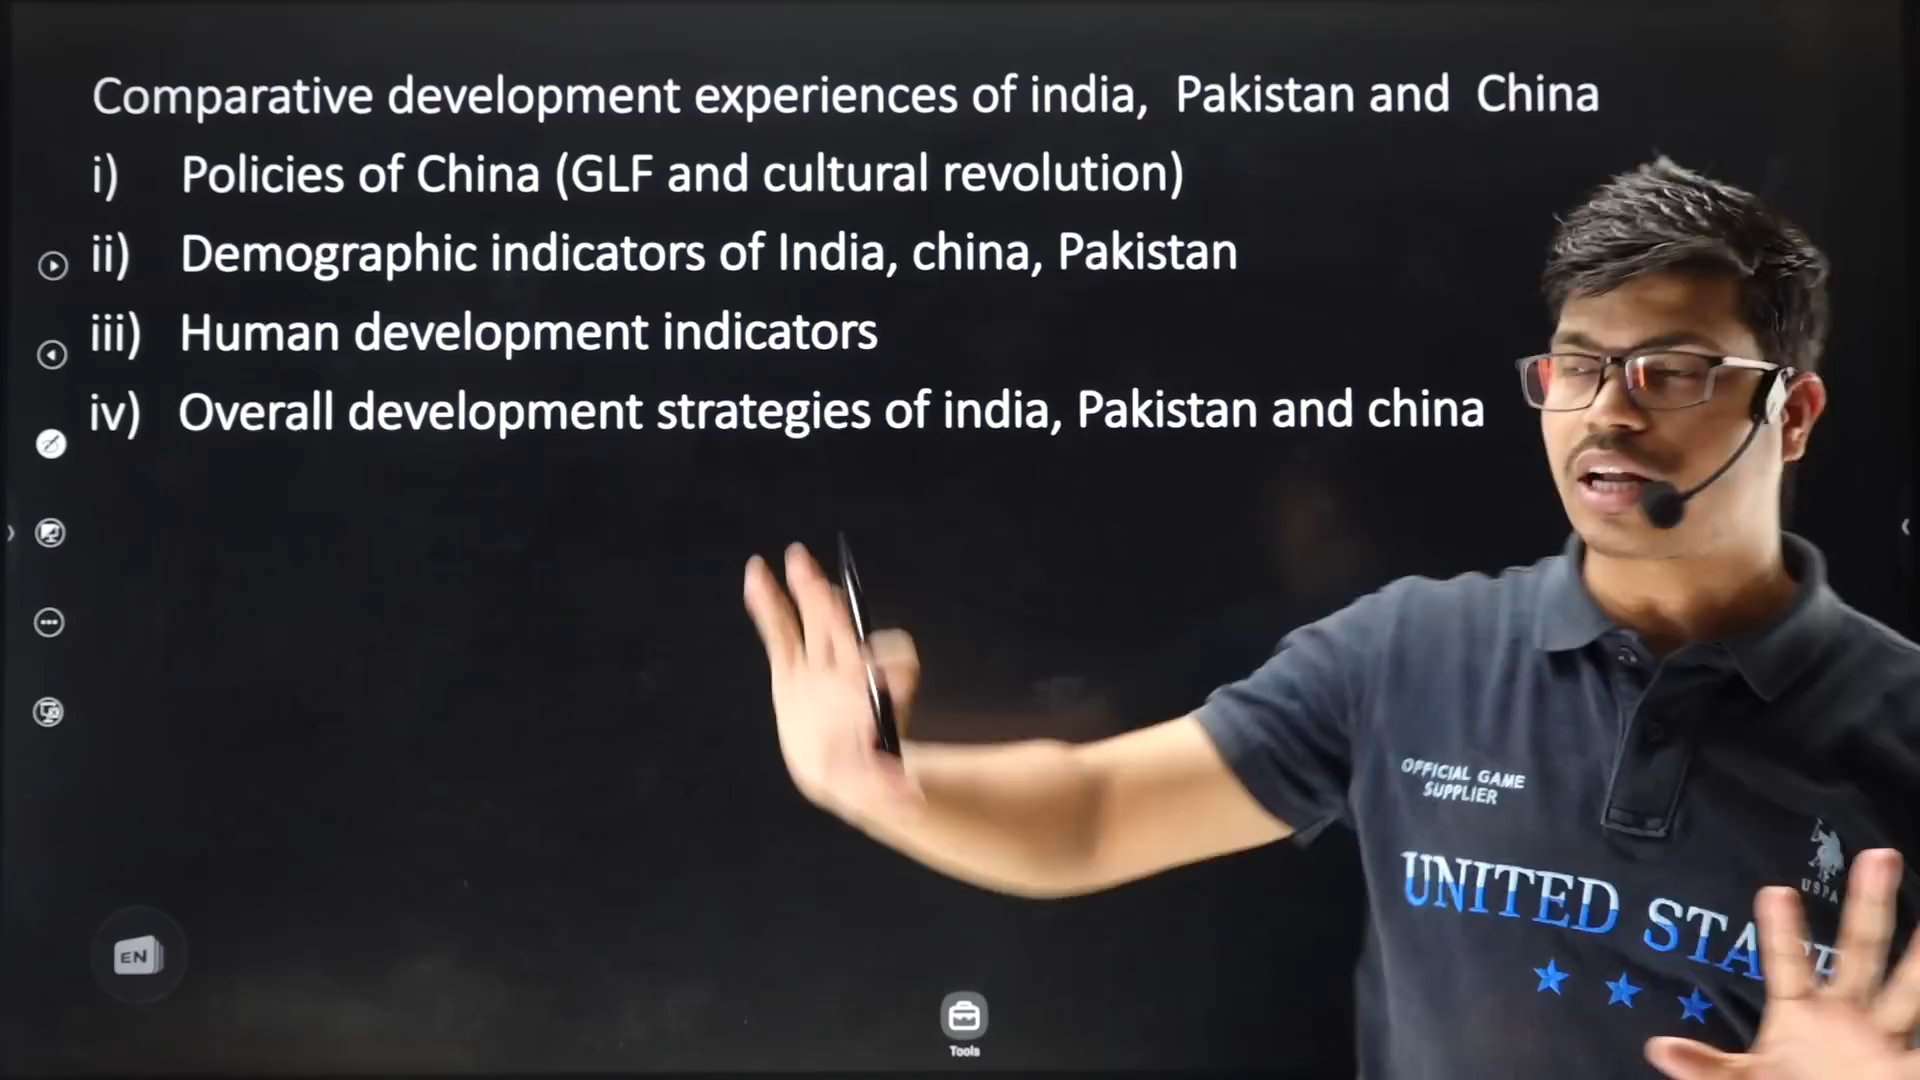 Comparative development experiences of india, Pakistan and China
i) Policies of China (GLF and cultural revolution)
ii) Demographic indicators of India, china, Pakistan
iii) Human development indicators
iv) Overall development strategies of india, Pakistan and china
OFFICIAL GAME
SUPPLIER
USPA
UNITED STA
EN
Tools